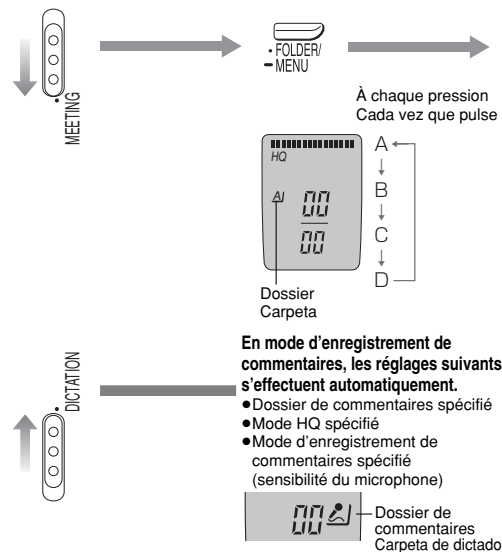 MEETING
• FOLDER/
– MENU
À chaque pression
Cada vez que pulse
HQ
A
00
00
A
B
C
D
Dossier
Carpeta
DICTATION
En mode d'enregistrement de
commentaires, les réglages suivants
s'effectuent automatiquement.
●Dossier de commentaires spécifié
●Mode HQ spécifié
●Mode d'enregistrement de
commentaires spécifié
(sensibilité du microphone)
00
Dossier de
commentaires
Carpeta de dictado